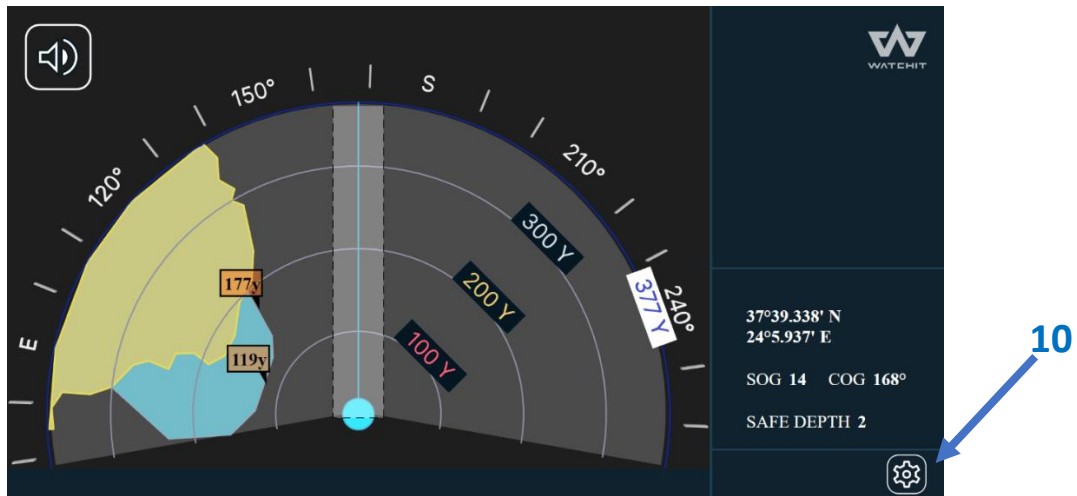 WATCHIT
150°
S
120°
210°
300 Y
177y
200 Y
377 Y
240°
E
119y
100 Y
37°39.338' N
24°5.937' E
10
SOG 14 COG 168°
SAFE DEPTH 2